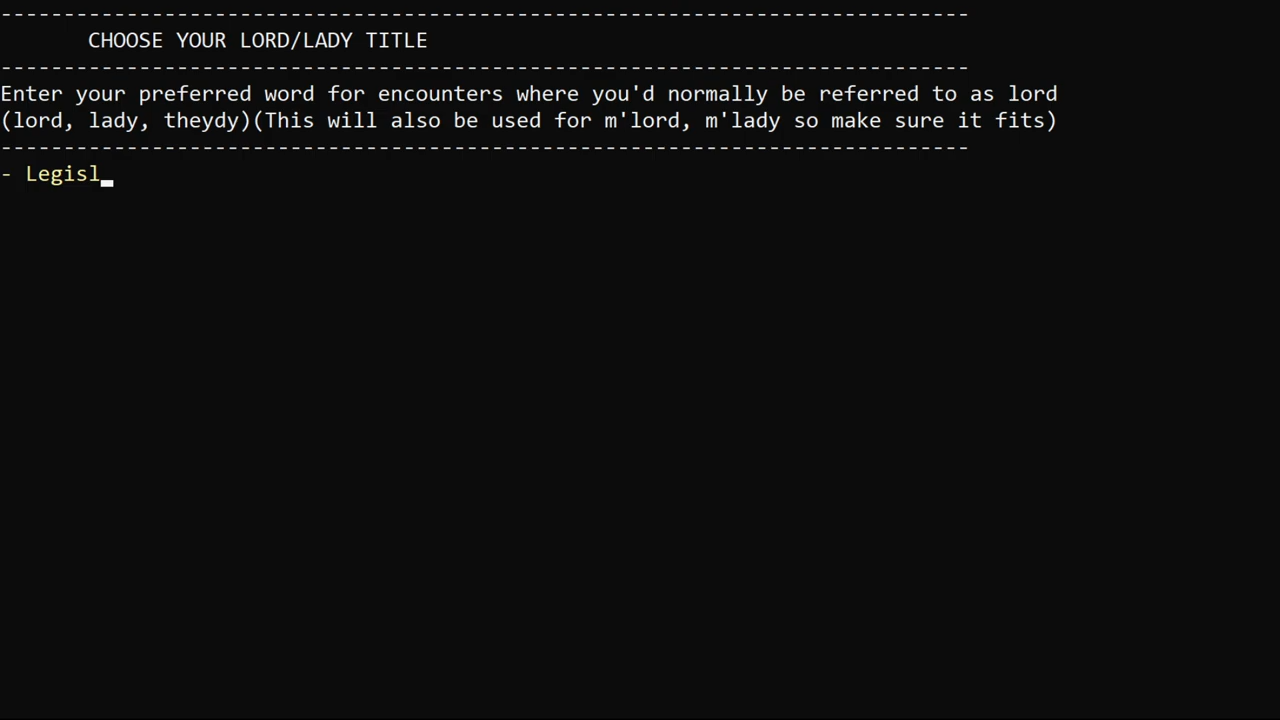 -----------------------------------------------------------------------------
CHOOSE YOUR LORD/LADY TITLE
-----------------------------------------------------------------------------
Enter your preferred word for encounters where you'd normally be referred to as lord
(lord, lady, theydy)(This will also be used for m'lord, m'lady so make sure it fits)
-----------------------------------------------------------------------------
- Legisl_